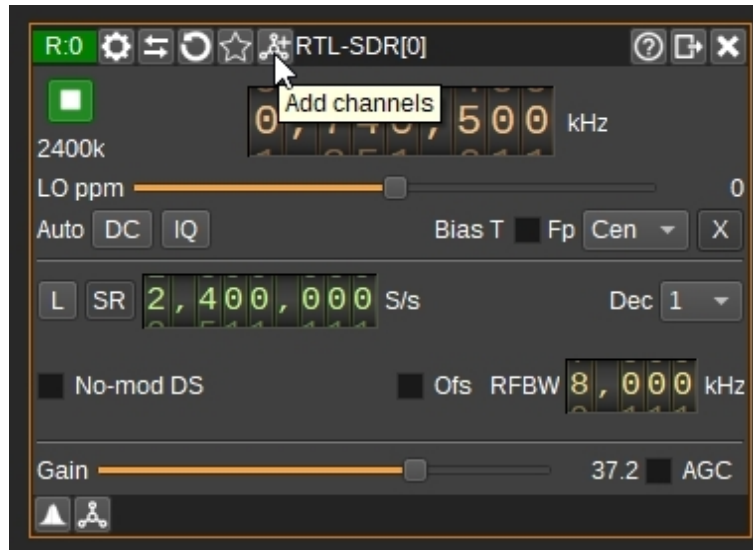 R:0 RTL-SDR[0]
Add channels
500 kHz
2400k
LO ppm 0
Auto DC IQ Bias T Fp Cen X
L SR 2,400,000 S/s Dec 1
No-mod DS Ofs RFBW 8,000 kHz
Gain 37.2 AGC